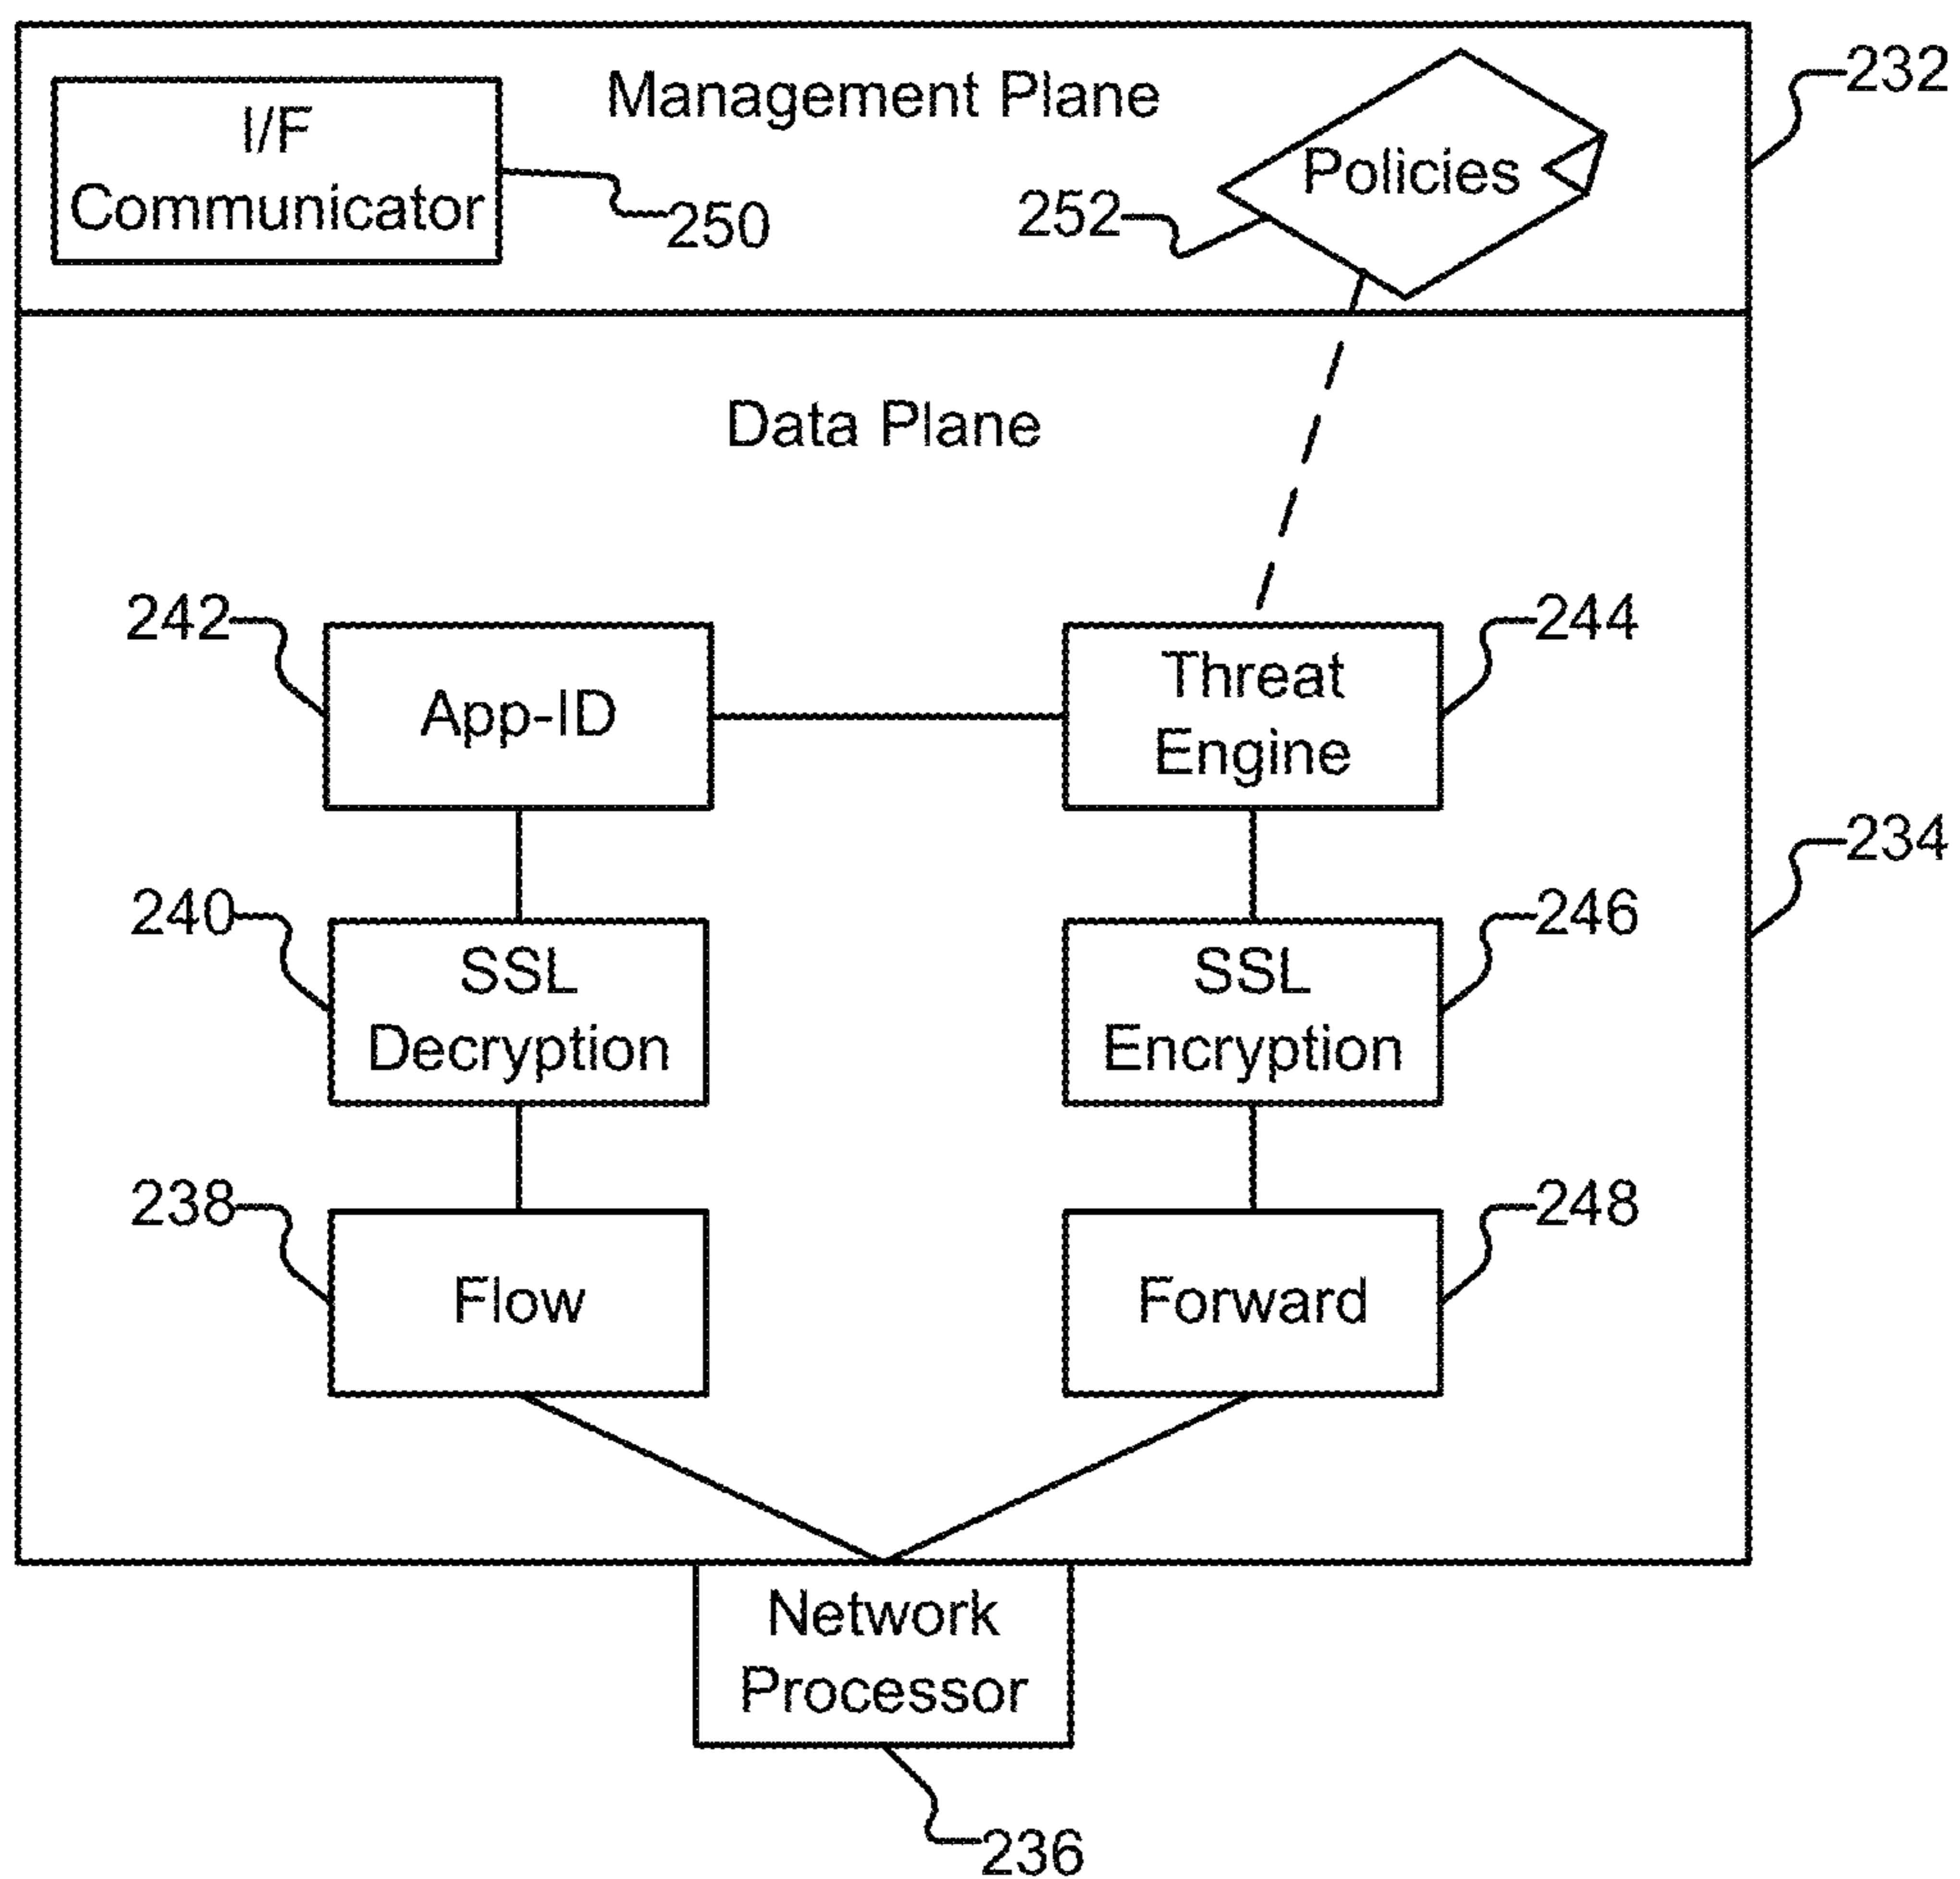 Management Plane
232
I/F
Communicator
250
Policies
252
Data Plane
242
App-ID
Threat
Engine
244
234
240
SSL
Decryption
SSL
Encryption
246
238
Flow
Forward
248
Network
Processor
236